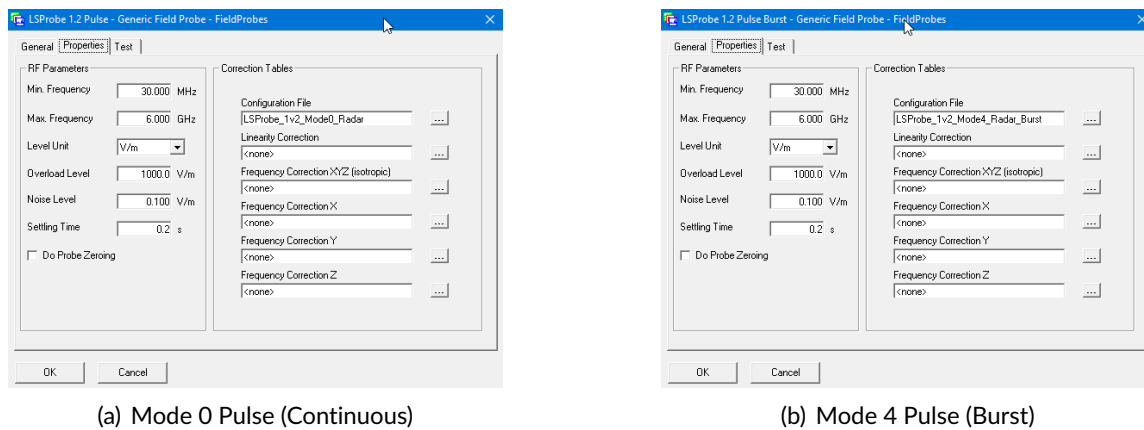 LSProbe 1.2 Pulse - Generic Field Probe - FieldProbes
General Properties Test
RF Parameters
Min. Frequency 30.000 MHz
Max. Frequency 6.000 GHz
Level Unit V/m
Overload Level 1000.0 V/m
Noise Level 0.100 V/m
Settling Time 0.2 s
Do Probe Zeroing
Correction Tables
Configuration File
LSProbe_1v2_Mode0_Radar ...
Linearity Correction
<none> ...
Frequency Correction XYZ (isotropic)
<none> ...
Frequency Correction X
<none> ...
Frequency Correction Y
<none> ...
Frequency Correction Z
<none> ...
OK Cancel
(a) Mode 0 Pulse (Continuous)
LSProbe 1.2 Pulse Burst - Generic Field Probe - FieldProbes
General Properties Test
RF Parameters
Min. Frequency 30.000 MHz
Max. Frequency 6.000 GHz
Level Unit V/m
Overload Level 1000.0 V/m
Noise Level 0.100 V/m
Settling Time 0.2 s
Do Probe Zeroing
Correction Tables
Configuration File
LSProbe_1v2_Mode4_Radar_Burst ...
Linearity Correction
<none> ...
Frequency Correction XYZ (isotropic)
<none> ...
Frequency Correction X
<none> ...
Frequency Correction Y
<none> ...
Frequency Correction Z
<none> ...
OK Cancel
(b) Mode 4 Pulse (Burst)